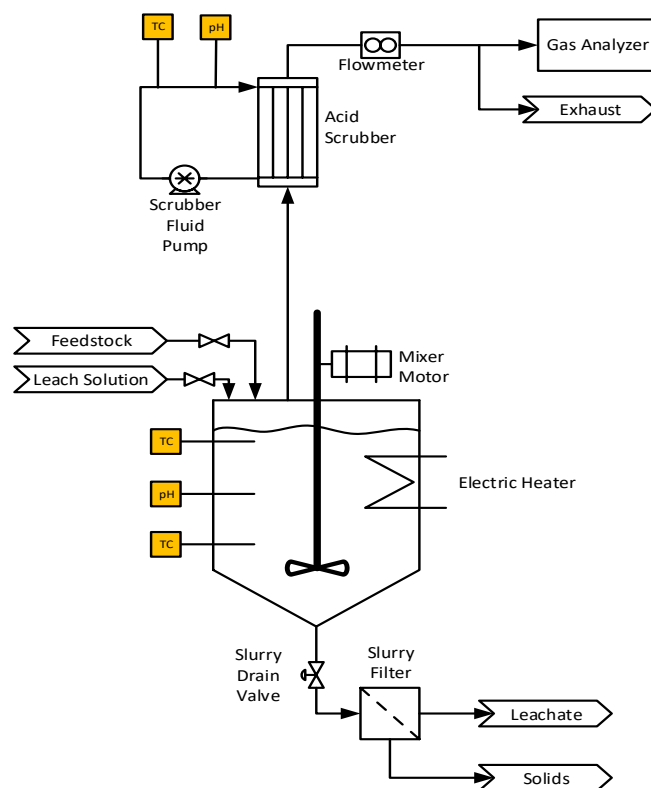 TC
pH
Flowmeter
Gas Analyzer
Exhaust
Acid
Scrubber
Scrubber
Fluid
Pump
Feedstock
Leach Solution
Mixer
Motor
TC
pH
TC
Electric Heater
Slurry
Drain
Valve
Slurry
Filter
Leachate
Solids